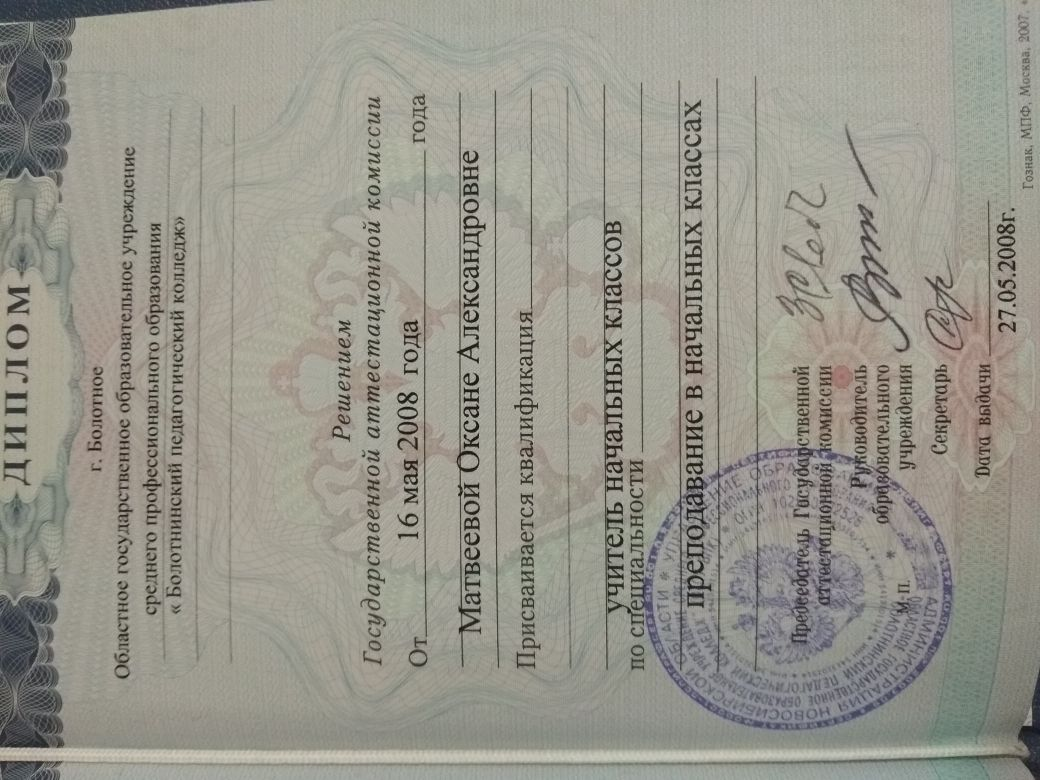 ДИПЛОМ
г. Болотное
Областное государственное образовательное учреждение
среднего профессионального образования
« Болотнинский педагогический колледж»
Решением
Государственной аттестационной комиссии
От 16 мая 2008 года года
Матвеевой Оксане Александровне
Присваивается квалификация
учитель начальных классов
по специальности
преподавание в начальных классах
Председатель Государственной
аттестационной комиссии
Руководитель
образовательного
учреждения
М.П.
Секретарь
Дата выдачи 27.05.2008г.
Гознак, МПФ, Москва, 2007.